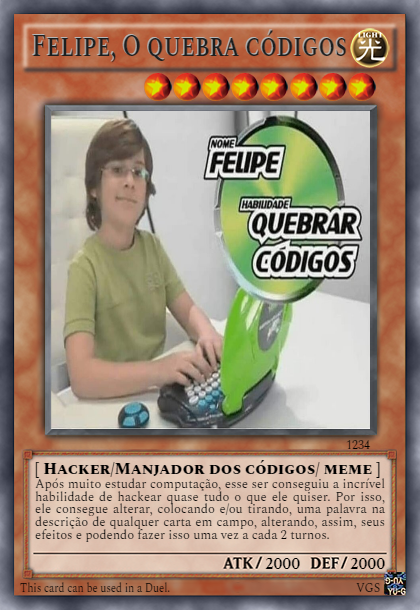 FELIPE, O QUEBRA CÓDIGOS
LIGHT
光
NOME
FELIPE
HABILIDADE
QUEBRAR
CÓDIGOS
1234
[ HACKER/MANJADOR DOS CÓDIGOS/ MEME ]
Após muito estudar computação, esse ser conseguiu a incrível
habilidade de hackear quase tudo o que ele quiser. Por isso,
ele consegue alterar, colocando e/ou tirando, uma palavra na
descrição de qualquer carta em campo, alterando, assim, seus
efeitos e podendo fazer isso uma vez a cada 2 turnos.
ATK / 2000 DEF / 2000
This card can be used in a Duel.
VGS